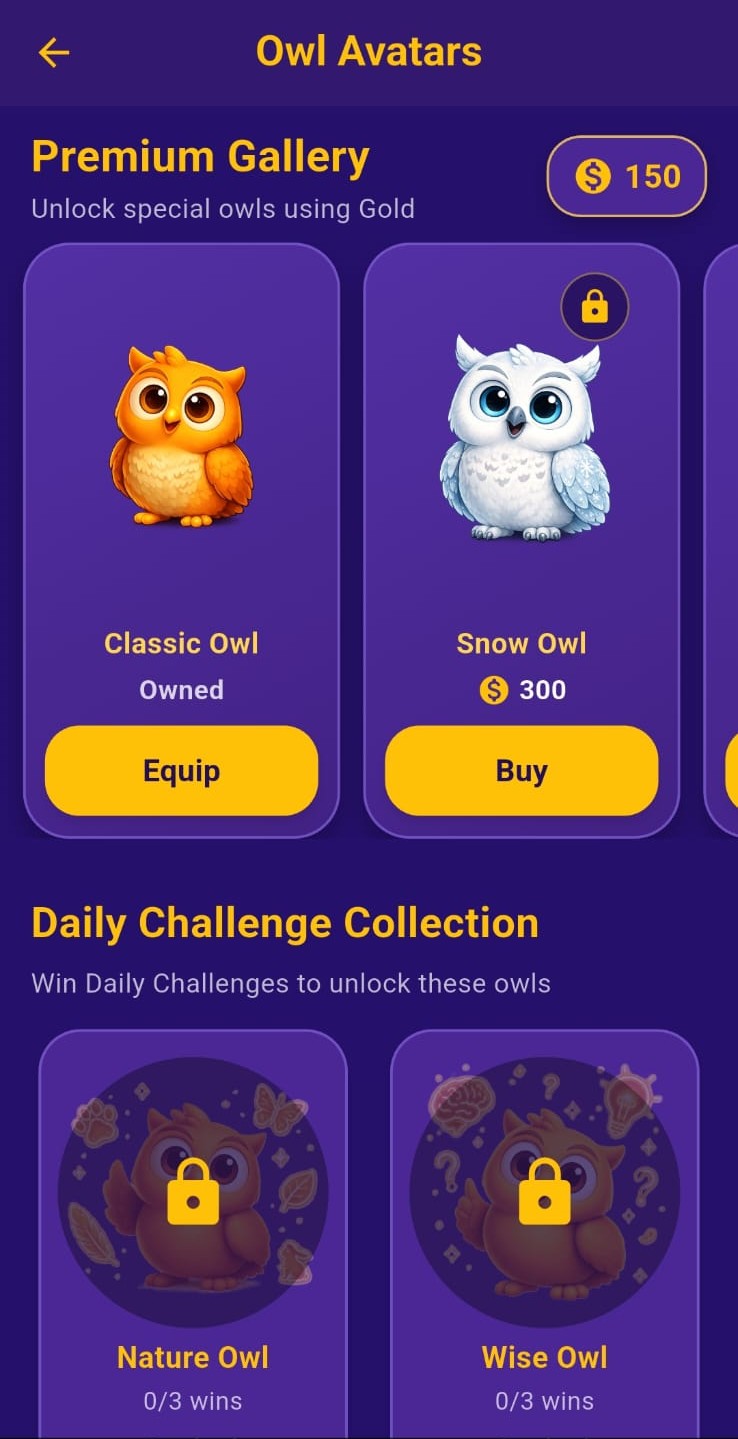 Owl Avatars
Premium Gallery
150
Unlock special owls using Gold
Classic Owl
Owned
Equip
Snow Owl
300
Buy
Daily Challenge Collection
Win Daily Challenges to unlock these owls
Nature Owl
0/3 wins
Wise Owl
0/3 wins